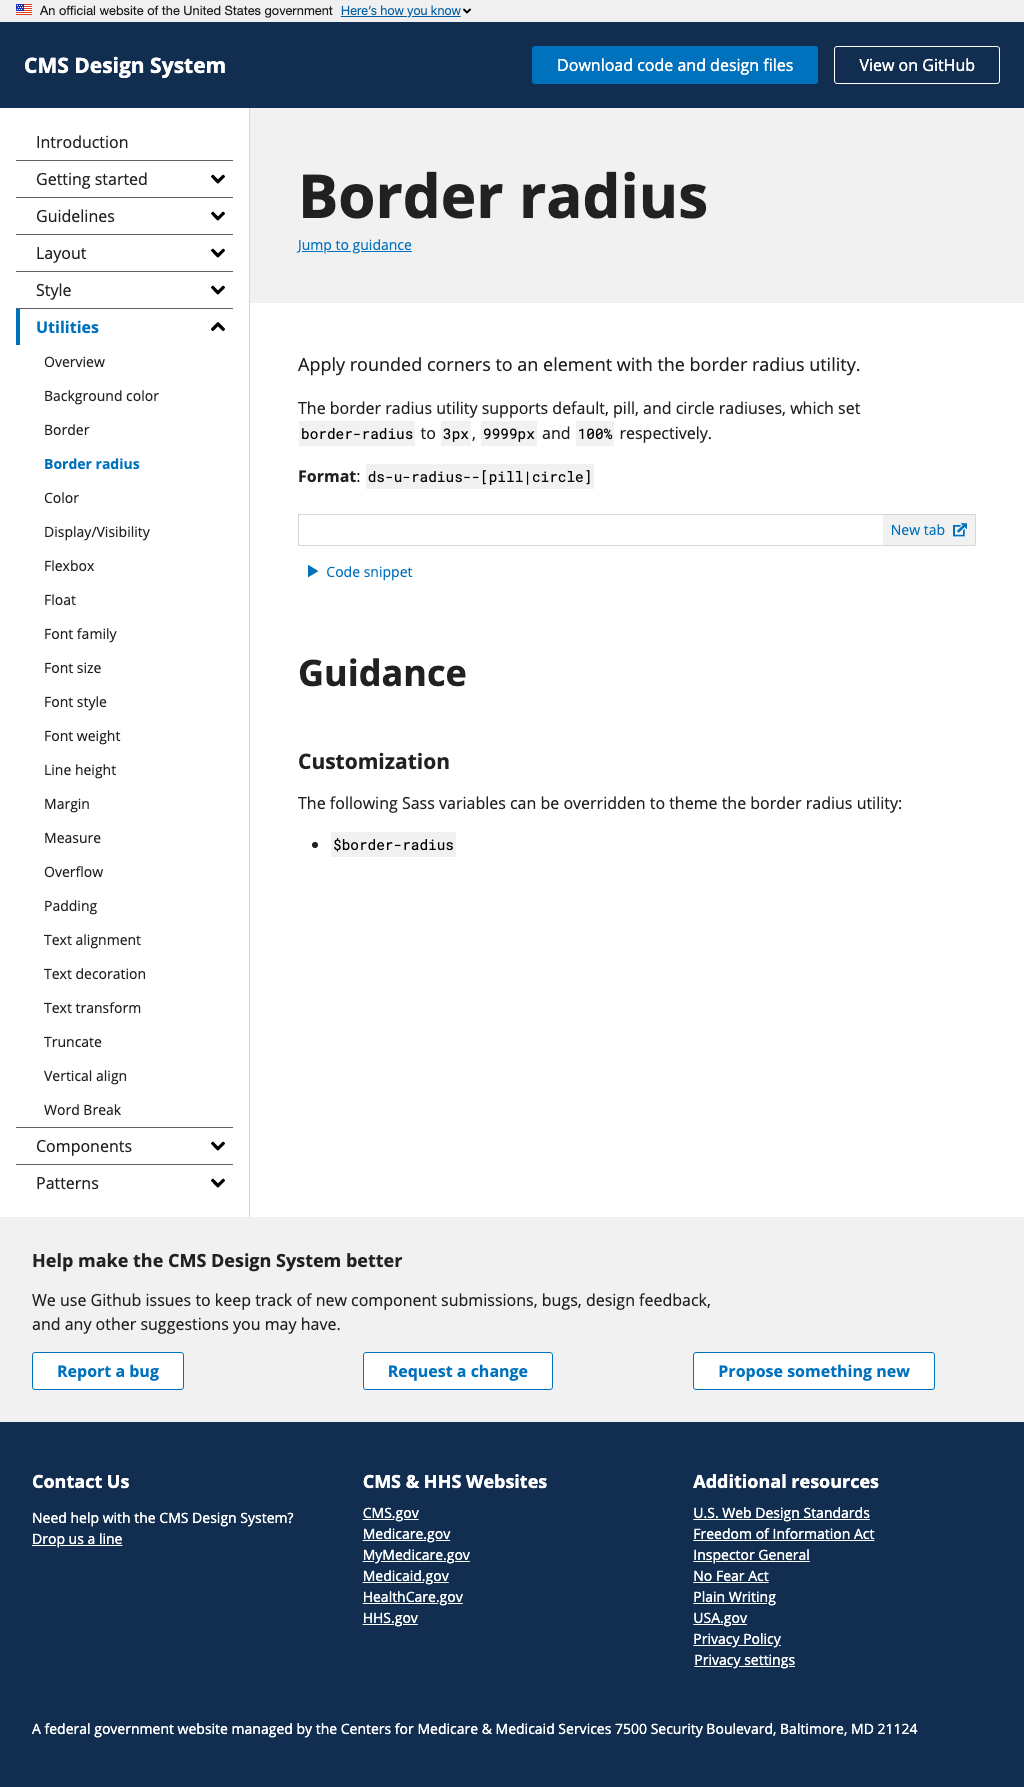 An official website of the United States government Here's how you know
CMS Design System
Download code and design files
View on GitHub
Introduction
Getting started
Guidelines
Layout
Style
Utilities
Overview
Background color
Border
Border radius
Color
Display/Visibility
Flexbox
Float
Font family
Font size
Font style
Font weight
Line height
Margin
Measure
Overflow
Padding
Text alignment
Text decoration
Text transform
Truncate
Vertical align
Word Break
Components
Patterns
Border radius
Jump to guidance
Apply rounded corners to an element with the border radius utility.
The border radius utility supports default, pill, and circle radiuses, which set
border-radius to 3px, 9999px and 100% respectively.
Format: ds-u-radius--[pill|circle]
New tab
Code snippet
Guidance
Customization
The following Sass variables can be overridden to theme the border radius utility:
$border-radius
Help make the CMS Design System better
We use Github issues to keep track of new component submissions, bugs, design feedback,
and any other suggestions you may have.
Report a bug
Request a change
Propose something new
Contact Us
Need help with the CMS Design System?
Drop us a line
CMS & HHS Websites
CMS.gov
Medicare.gov
MyMedicare.gov
Medicaid.gov
HealthCare.gov
HHS.gov
Additional resources
U.S. Web Design Standards
Freedom of Information Act
Inspector General
No Fear Act
Plain Writing
USA.gov
Privacy Policy
Privacy settings
A federal government website managed by the Centers for Medicare & Medicaid Services 7500 Security Boulevard, Baltimore, MD 21124